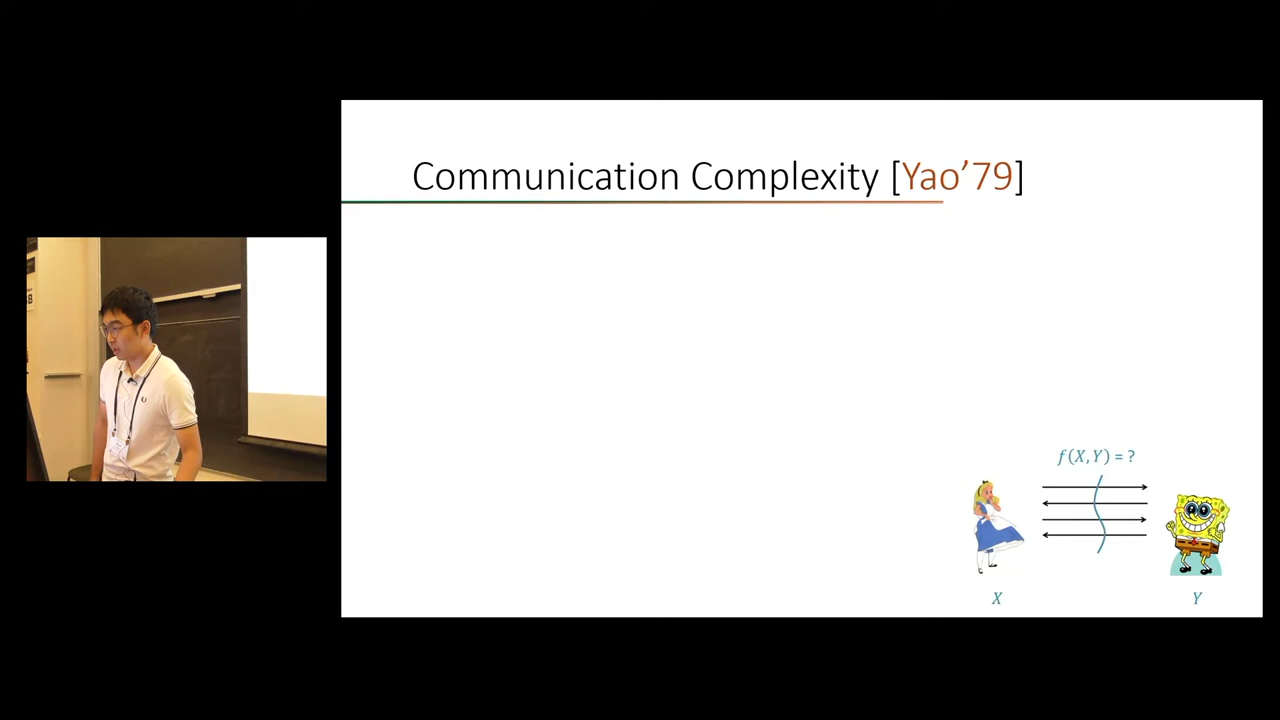 Communication Complexity [Yao'79]
f(X,Y) = ?
X
Y